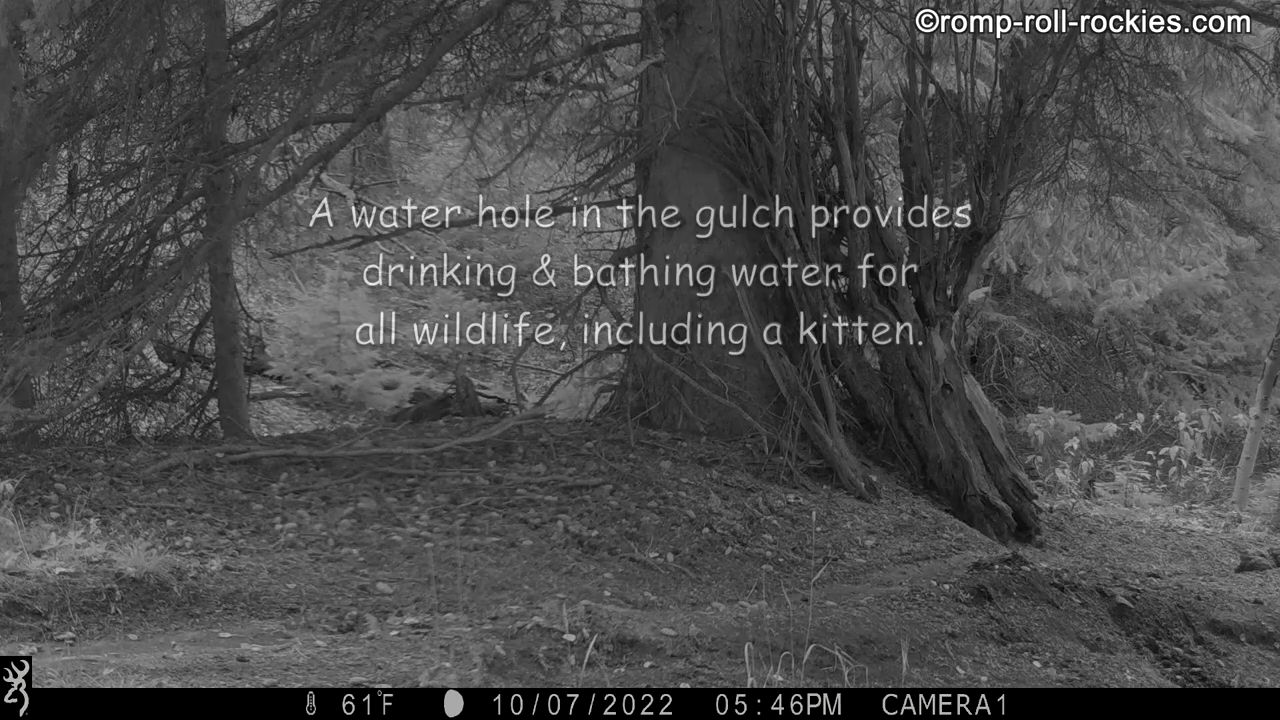 ©romp-roll-rockies.com
A water hole in the gulch provides
drinking & bathing water for
all wildlife, including a kitten.
61°F 10/07/2022 05:46PM CAMERA1